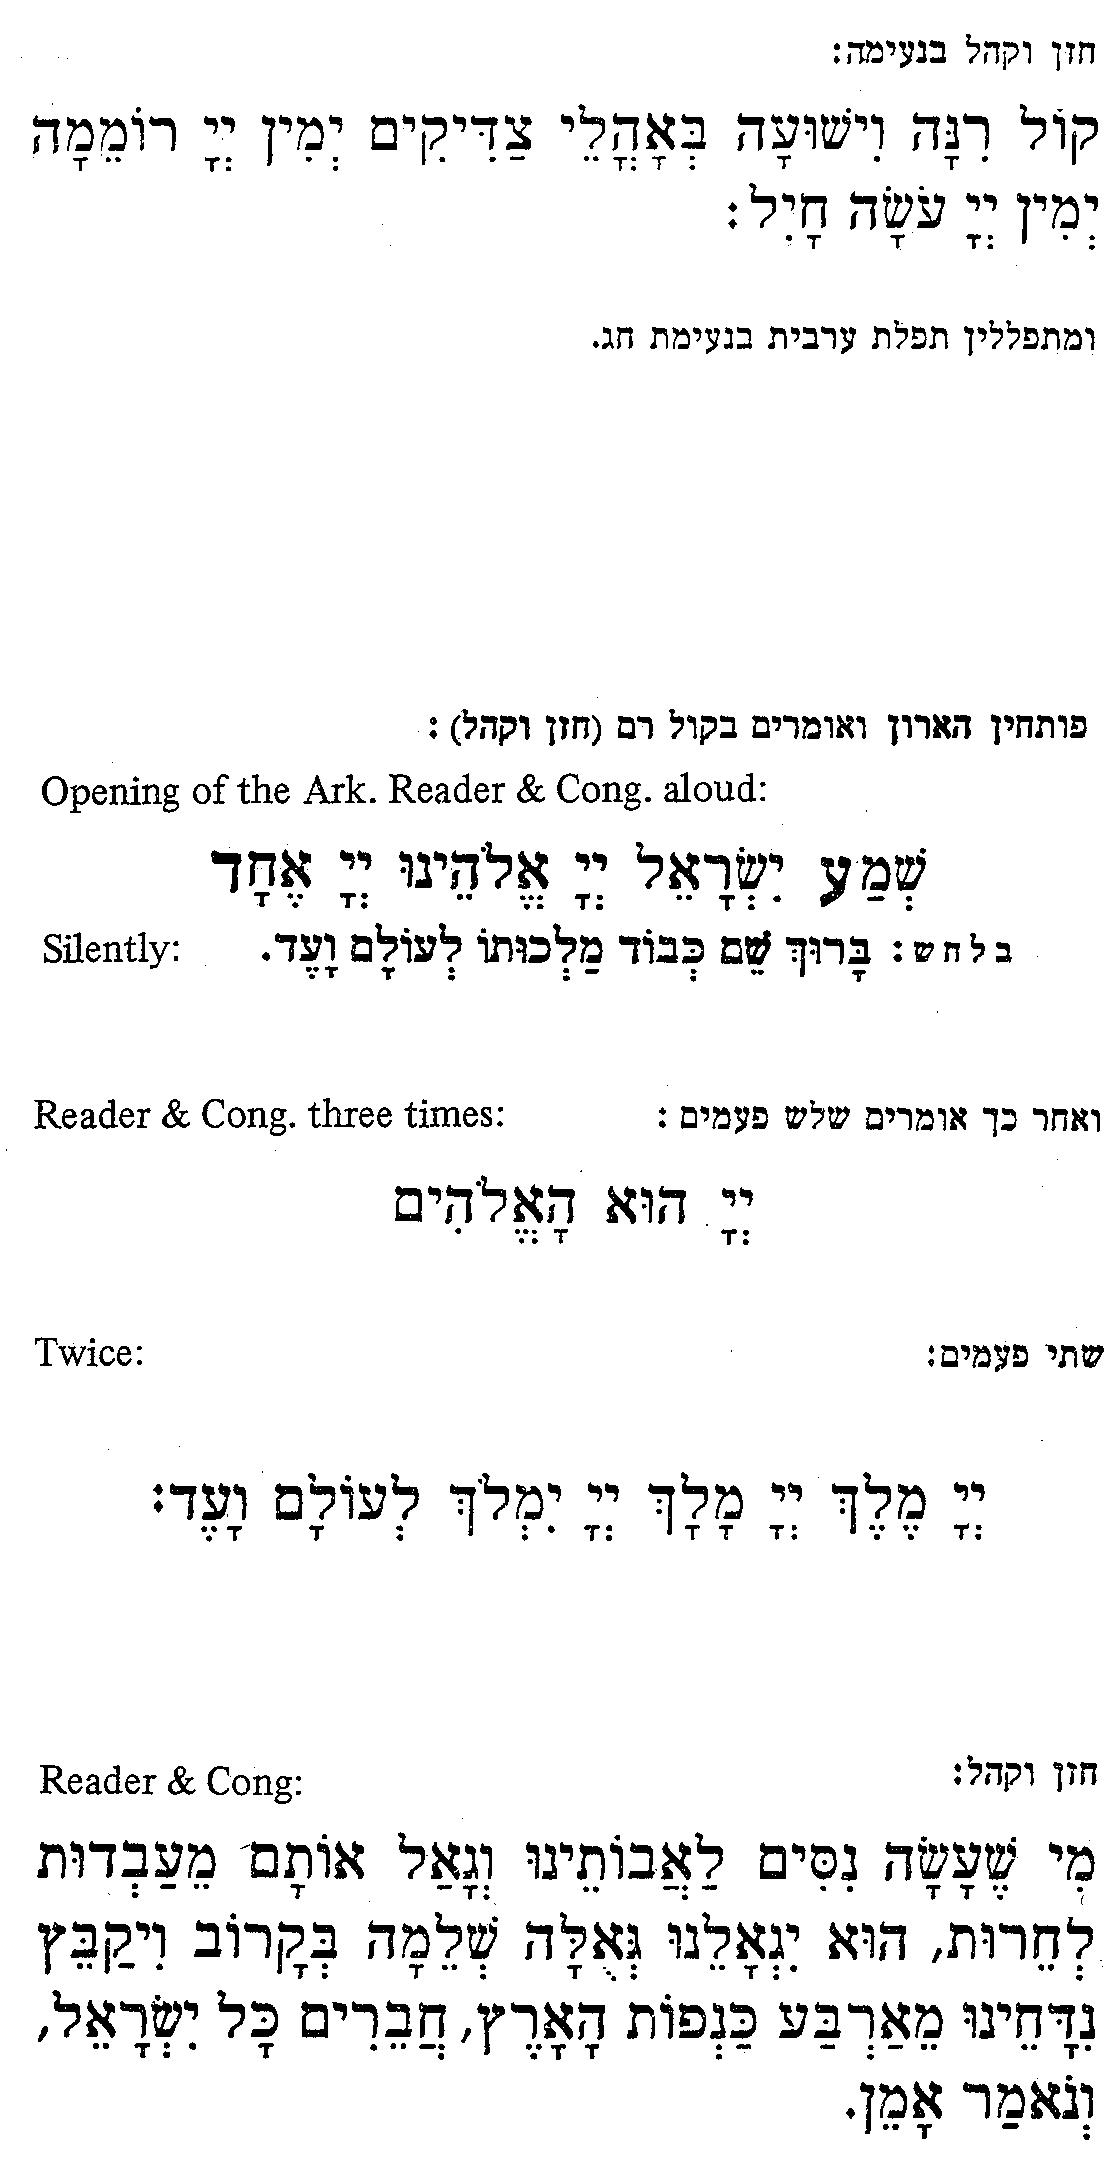 חזן וקהל בנעימה:
קוֹל רִנָּה וִישׁוּעָה בְּאָהֳלֵי צַדִּיקִים יְמִין יְיָ רוֹמֵמָה
יְמִין יְיָ עֹשָׂה חָיִל:
ומתפללין תפלת ערבית בנעימת חג.
פותחין הארון ואומרים בקול רם (חזן וקהל) :
Opening of the Ark. Reader & Cong. aloud:
שְׁמַע יִשְׂרָאֵל יְיָ אֱלֹהֵינוּ יְיָ אֶחָד
Silently: בלחש: בָּרוּךְ שֵׁם כְּבוֹד מַלְכוּתוֹ לְעוֹלָם וָעֶד.
Reader & Cong. three times: ואחר כך אומרים שלש פעמים :
יְיָ הוּא הָאֱלֹהִים
Twice: שתי פעמים:
יְיָ מֶלֶךְ יְיָ מָלָךְ יְיָ יִמְלֹךְ לְעוֹלָם וָעֶד:
Reader & Cong: חזן וקהל:
מִי שֶׁעָשָׂה נִסִּים לַאֲבוֹתֵינוּ וְגָאַל אוֹתָם מֵעַבְדוּת
לְחֵרוּת, הוּא יִגְאָלֵנוּ גְּאֻלָּה שְׁלֵמָה בְּקָרוֹב וִיקַבֵּץ
נִדָּחֵינוּ מֵאַרְבַּע כַּנְפוֹת הָאָרֶץ, חֲבֵרִים כָּל יִשְׂרָאֵל,
וְנֹאמַר אָמֵן.